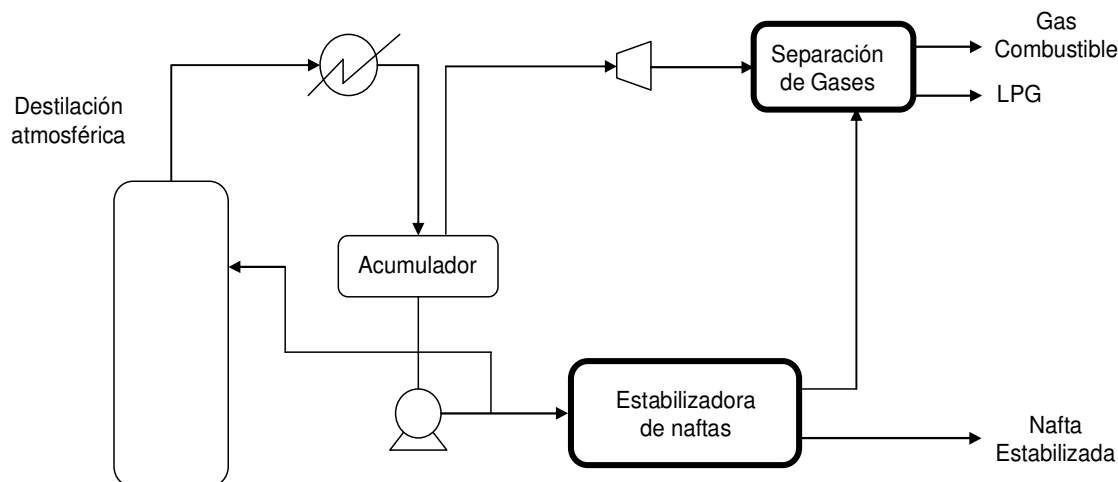 Gas
Combustible
Separación
de Gases
LPG
Destilación
atmosférica
Acumulador
Estabilizadora
de naftas
Nafta
Estabilizada